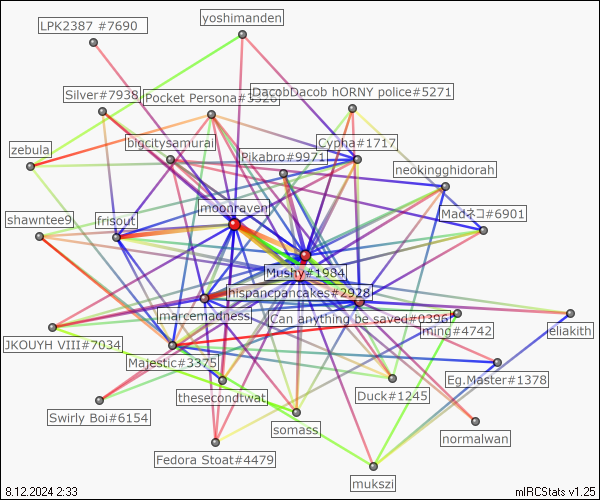 yoshimanden
LPK2387 #7690
Silver#7938
Pocket Persona#3326
DacobDacob hORNY police#5271
zebula
bigcitysamurai
Pikabro#9971
Cypha#1717
neokingghidorah
shawntee9
frisout
moonraven
Madネコ#6901
Mushy#1984
hispancpancakes#2928
marcemadness
Can anything be saved#0396
ming#4742
eliakith
JKOUYH VIII#7034
Majestic#3375
Eg.Master#1378
thesecondtwat
Duck#1245
Swirly Boi#6154
somass
normalwan
Fedora Stoat#4479
mukszi
8.12.2024 2:33
mIRCStats v1.25